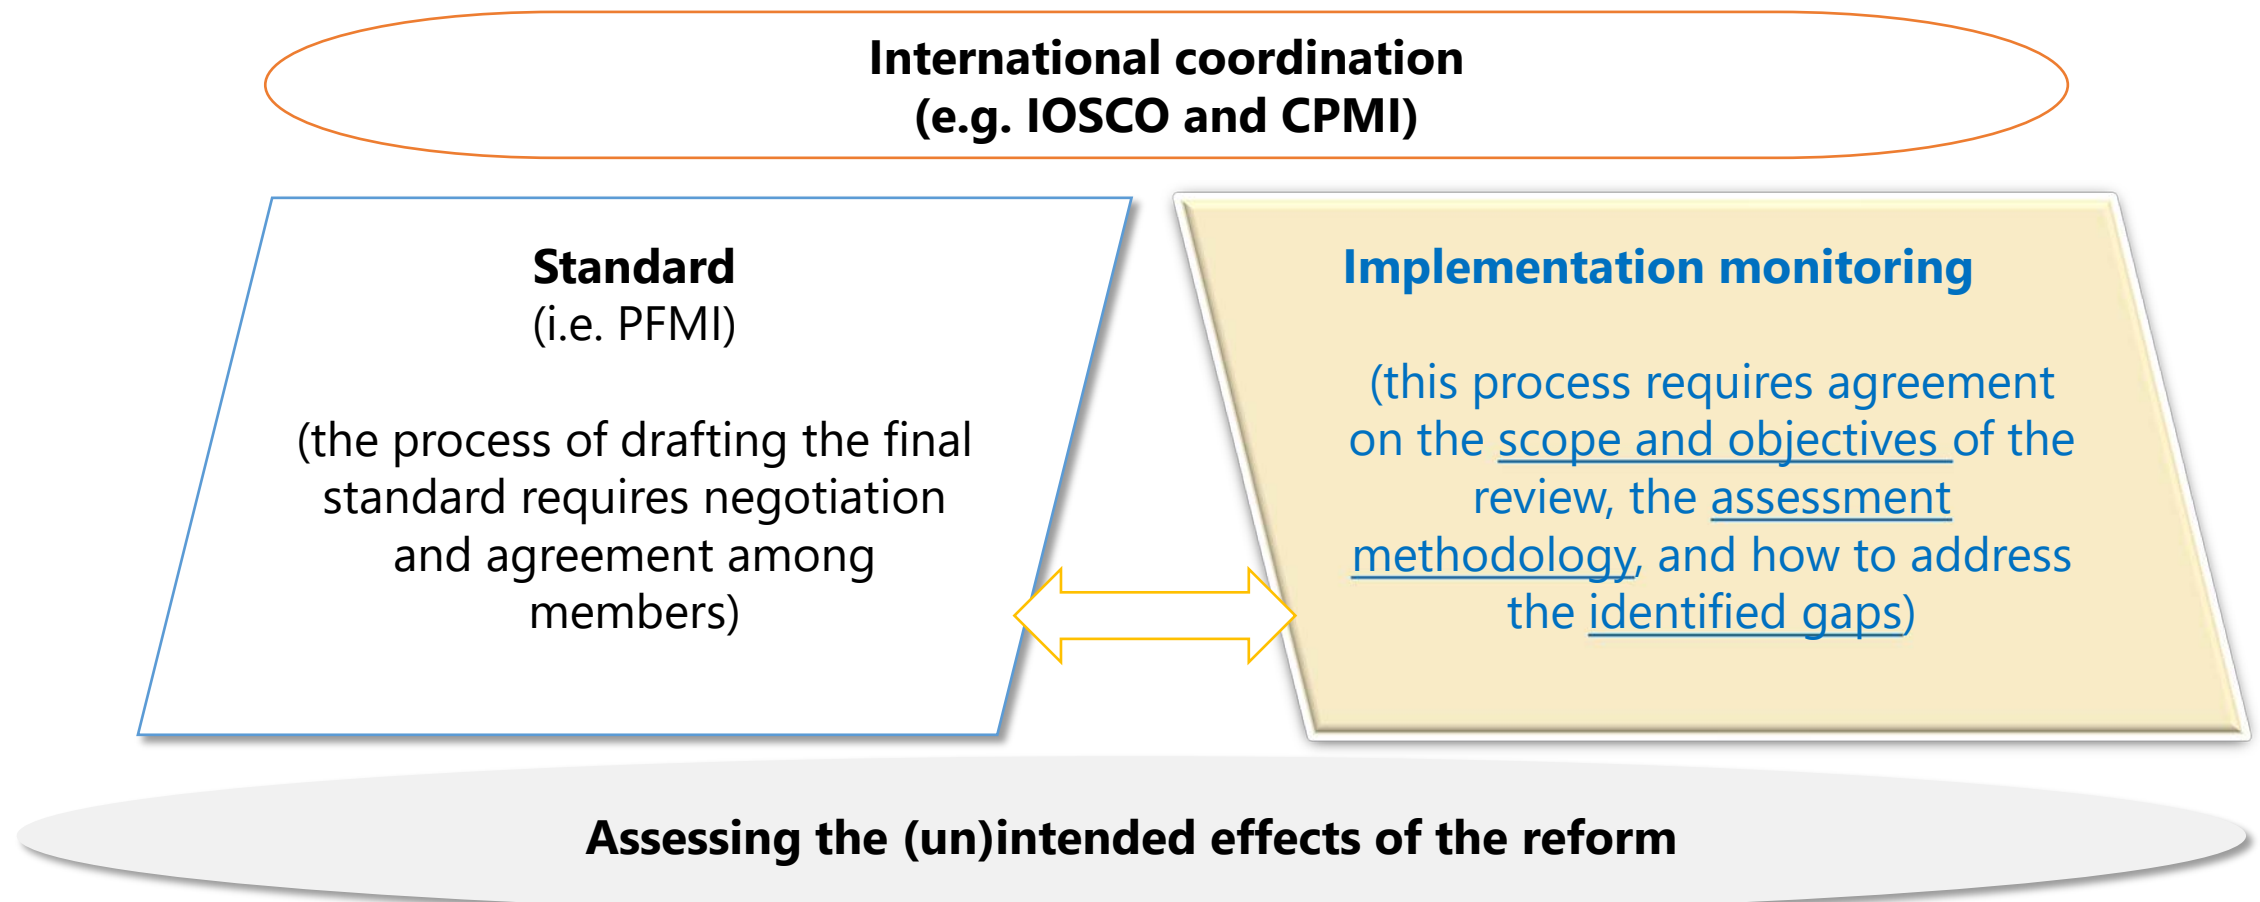 International coordination
(e.g. IOSCO and CPMI)
Standard
(i.e. PFMI)
(the process of drafting the final
standard requires negotiation
and agreement among
members)
Implementation monitoring
(this process requires agreement
on the scope and objectives of the
review, the assessment
methodology, and how to address
the identified gaps)
Assessing the (un)intended effects of the reform